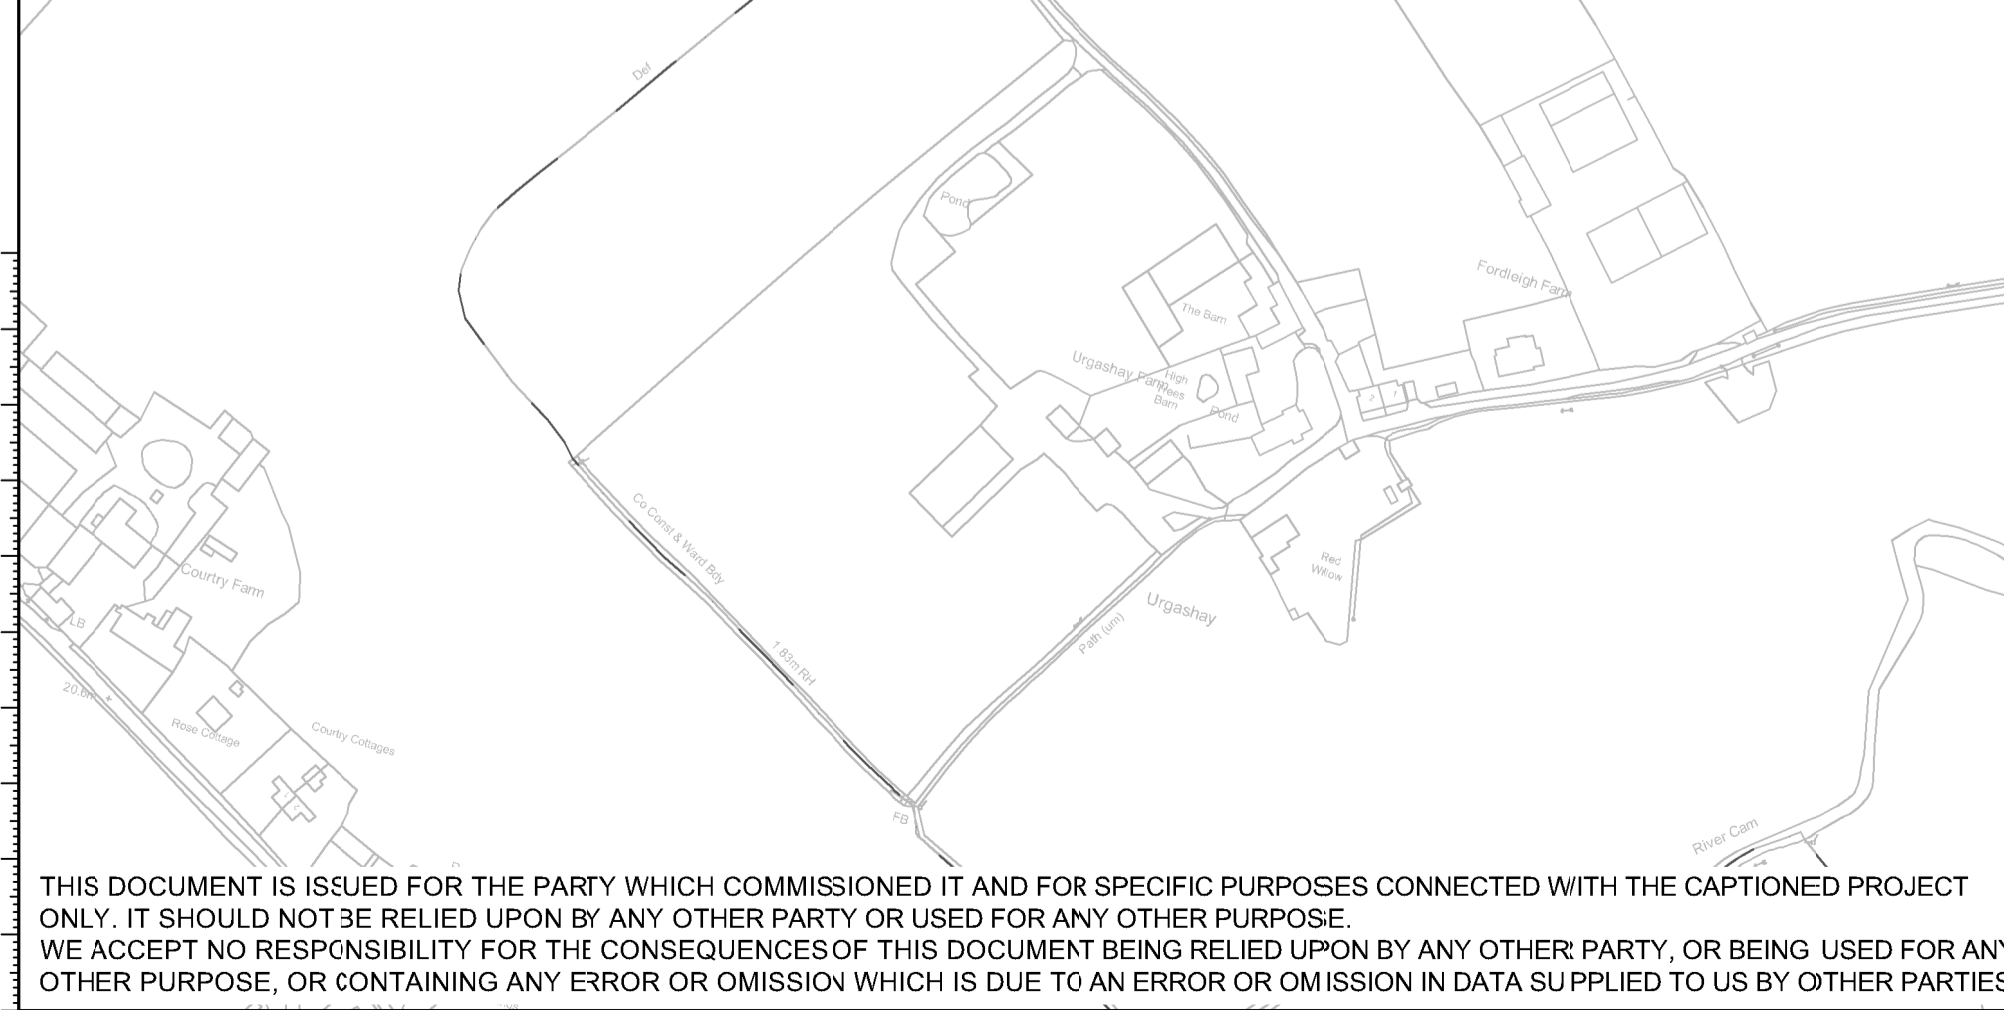 Def
Pond
Fordleigh Farm
The Barn
Urgashay Farm
High
Trees
Barn
Pond
2
1
Co Const & Ward Bdy
Red
Willow
Courtry Farm
Urgashay
LB
Path (um)
1.83m RH
20.6m
Rose Cottage
Courtry Cottages
1
2
FB
River Cam
THIS DOCUMENT IS ISSUED FOR THE PARTY WHICH COMMISSIONED IT AND FOR SPECIFIC PURPOSES CONNECTED WITH THE CAPTIONED PROJECT
ONLY. IT SHOULD NOT BE RELIED UPON BY ANY OTHER PARTY OR USED FOR ANY OTHER PURPOSE.
WE ACCEPT NO RESPONSIBILITY FOR THE CONSEQUENCES OF THIS DOCUMENT BEING RELIED UPON BY ANY OTHER PARTY, OR BEING USED FOR ANY
OTHER PURPOSE, OR CONTAINING ANY ERROR OR OMISSION WHICH IS DUE TO AN ERROR OR OMISSION IN DATA SUPPLIED TO US BY OTHER PARTIES